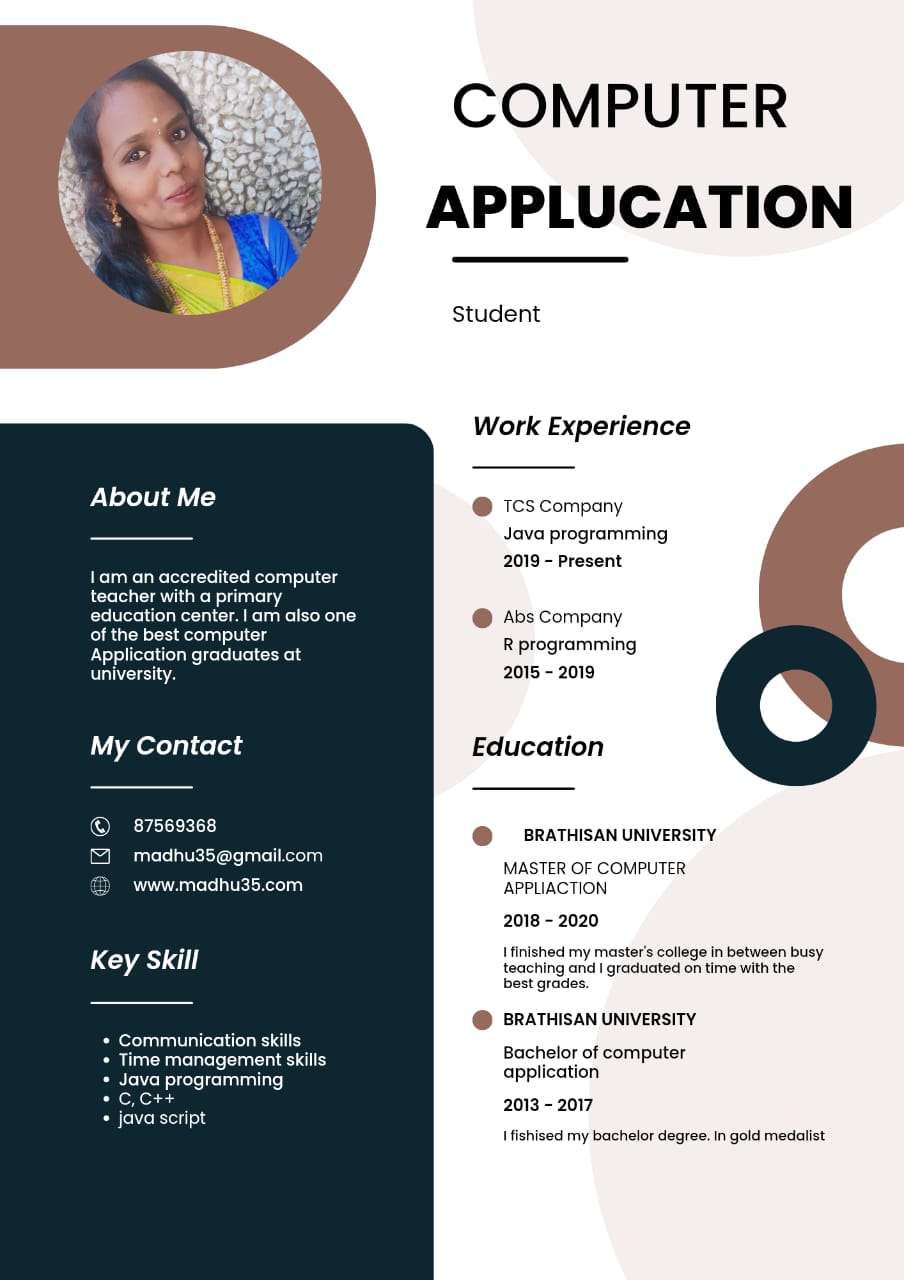 COMPUTER
APPLUCATION
Student
About Me
I am an accredited computer
teacher with a primary
education center. I am also one
of the best computer
Application graduates at
university.
My Contact
87569368
madhu35@gmail.com
www.madhu35.com
Key Skill
• Communication skills
• Time management skills
• Java programming
• C, C++
• java script
Work Experience
TCS Company
Java programming
2019 - Present
Abs Company
R programming
2015 - 2019
Education
BRATHISAN UNIVERSITY
MASTER OF COMPUTER
APPLIACTION
2018 - 2020
I finished my master's college in between busy
teaching and I graduated on time with the
best grades.
BRATHISAN UNIVERSITY
Bachelor of computer
application
2013 - 2017
I fishised my bachelor degree. In gold medalist